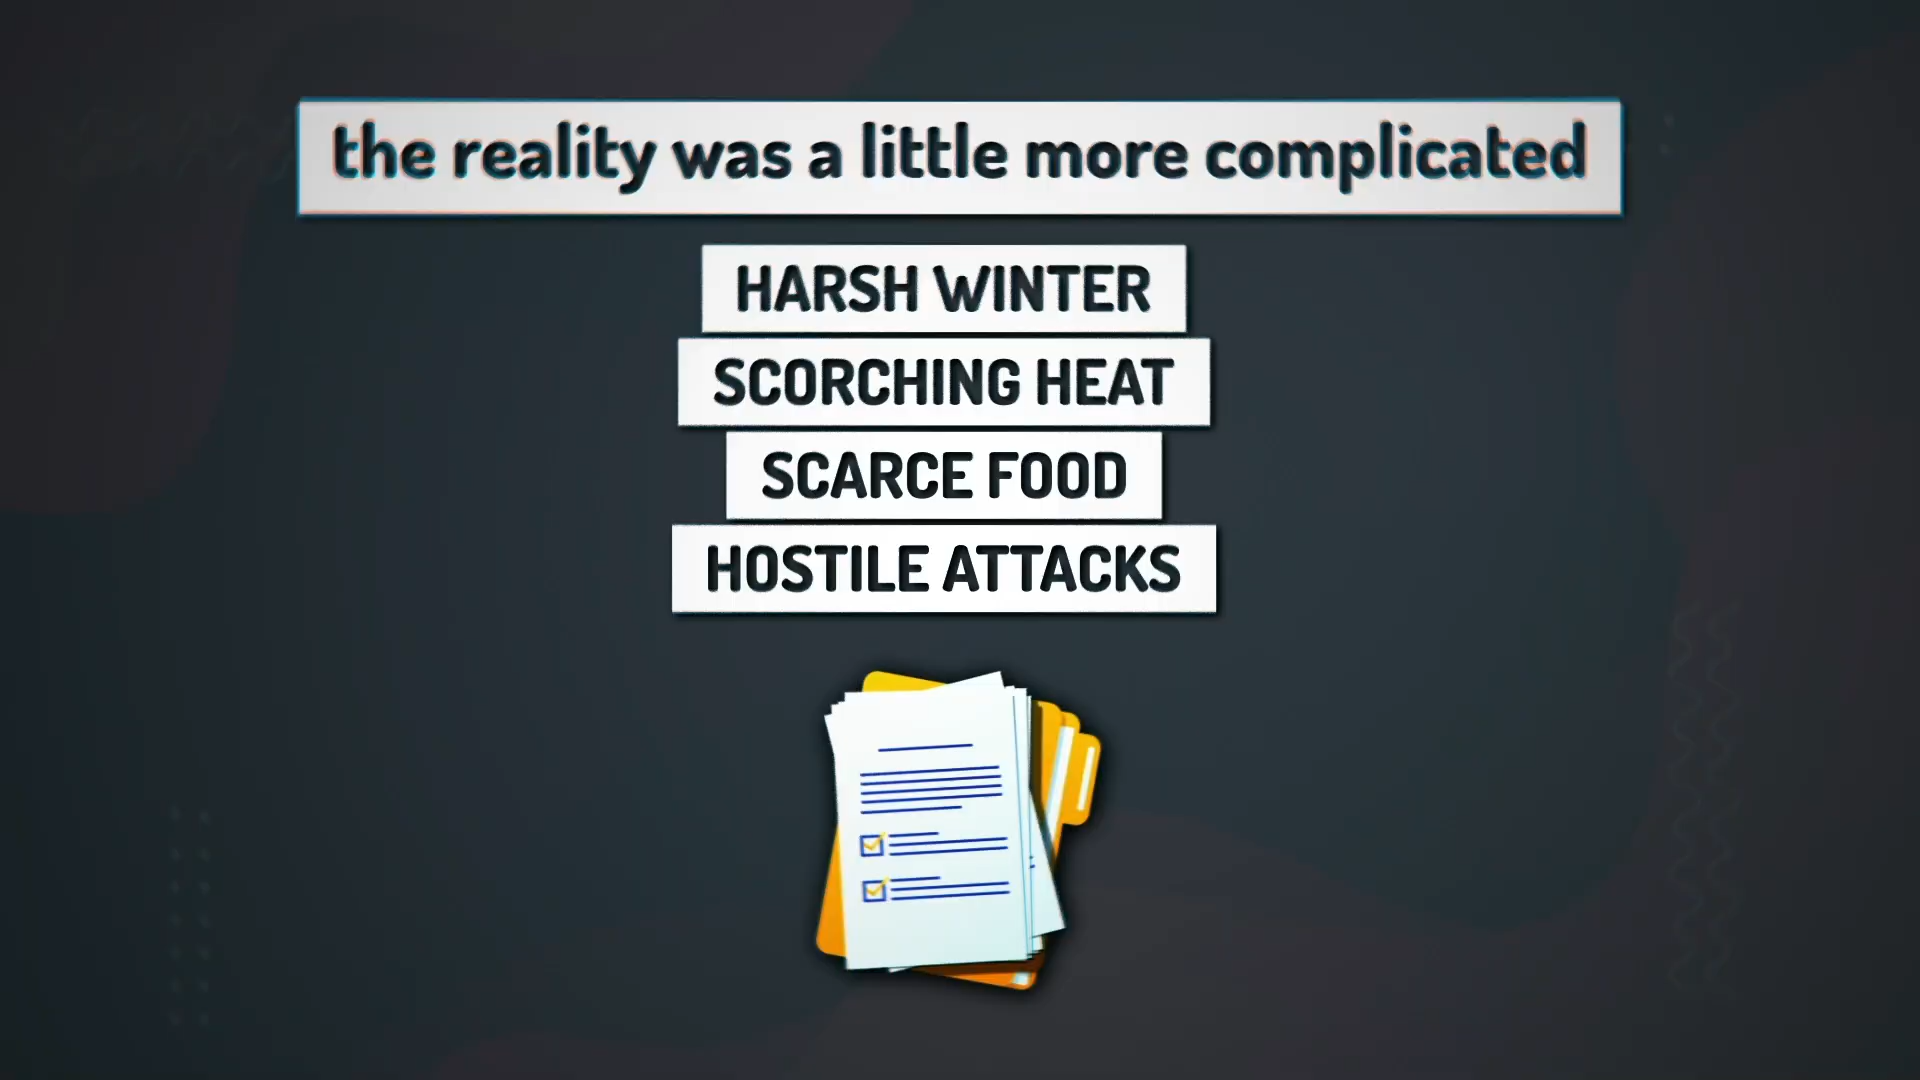 the reality was a little more complicated
HARSH WINTER
SCORCHING HEAT
SCARCE FOOD
HOSTILE ATTACKS